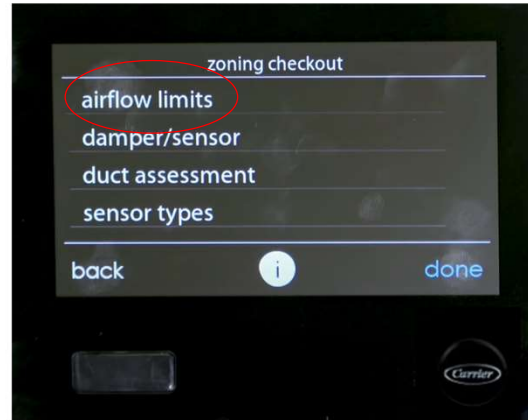 zoning checkout
airflow limits
damper/sensor
duct assessment
sensor types
back
i
done
Carrier